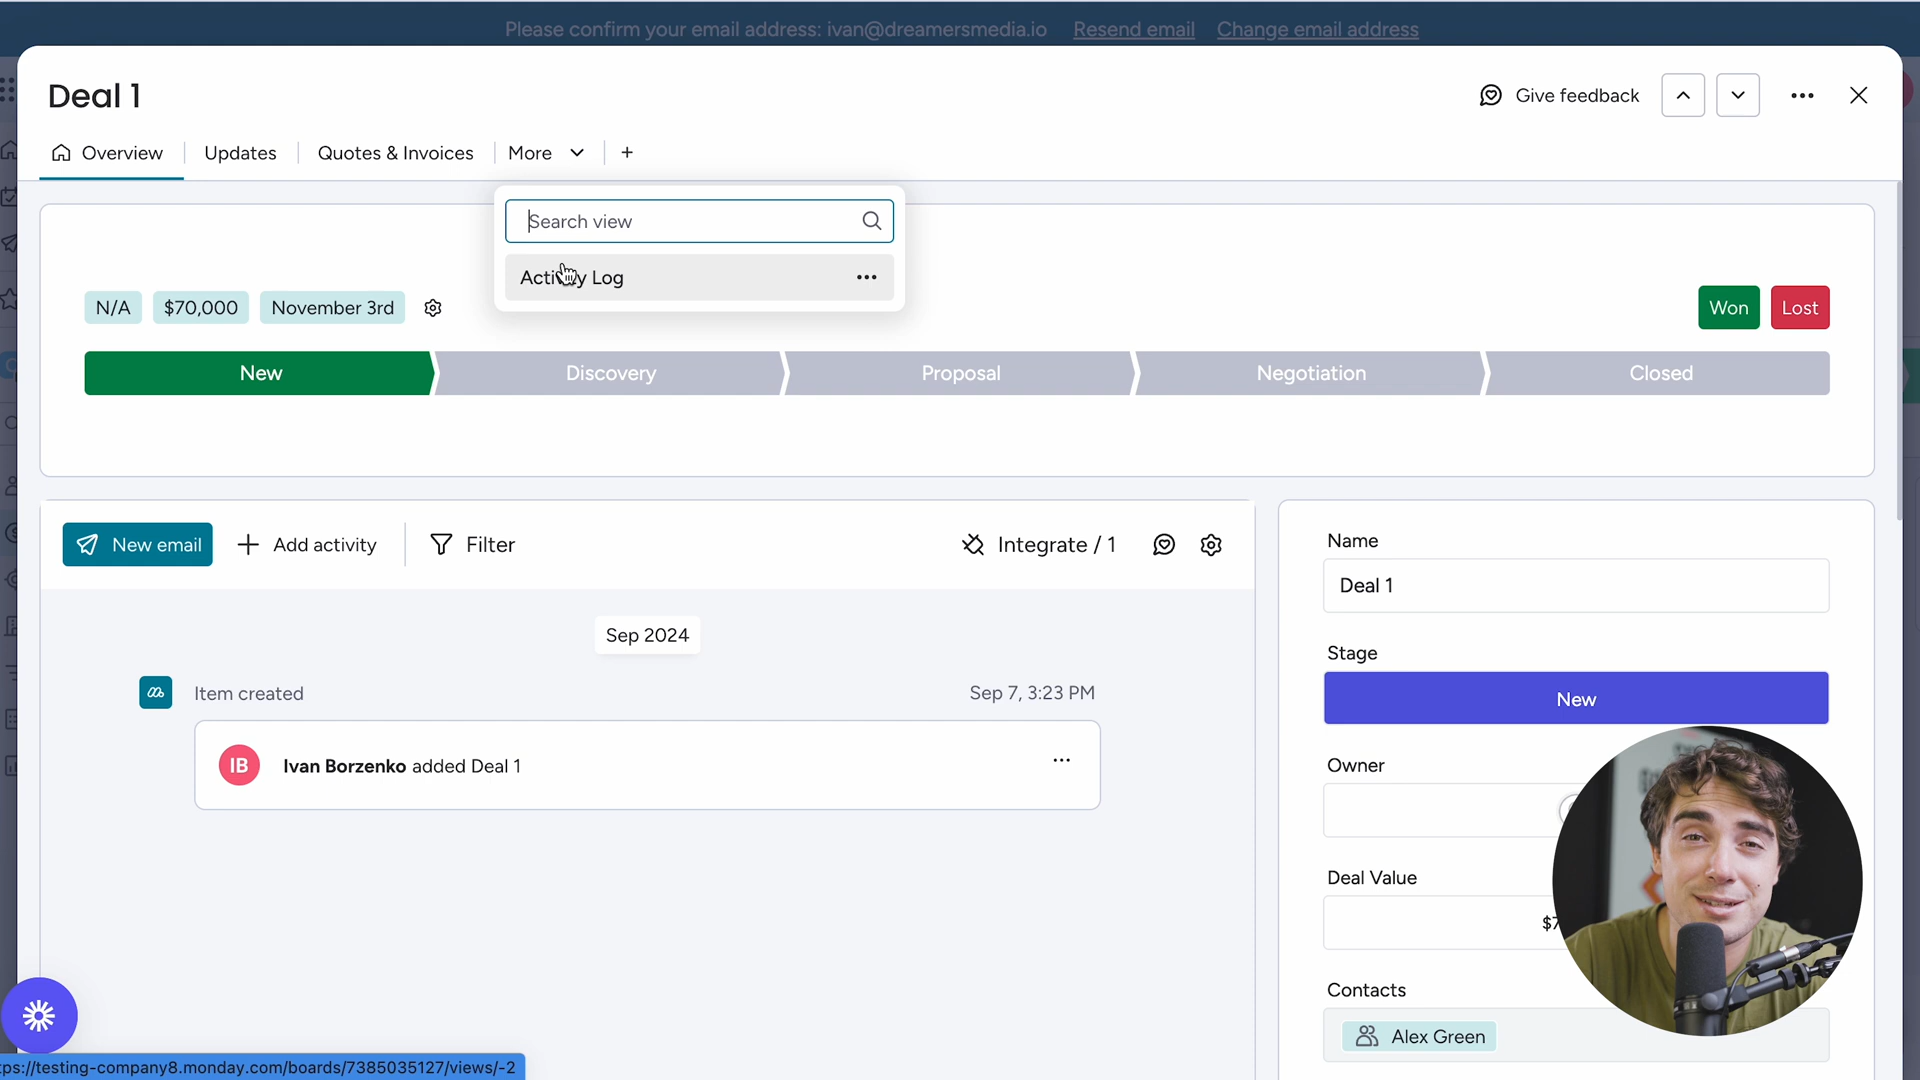 Please confirm your email address: ivan@dreamersmedia.io Resend email Change email address
Deal 1
Give feedback
Overview
Updates
Quotes & Invoices
More
Search view
Activity Log
N/A
$70,000
November 3rd
Won
Lost
New
Discovery
Proposal
Negotiation
Closed
New email
Add activity
Filter
Integrate / 1
Sep 2024
Item created
Sep 7, 3:23 PM
IB
Ivan Borzenko added Deal 1
Name
Deal 1
Stage
New
Owner
Deal Value
$7
Contacts
Alex Green
tps://testing-company8.monday.com/boards/7385035127/views/-2